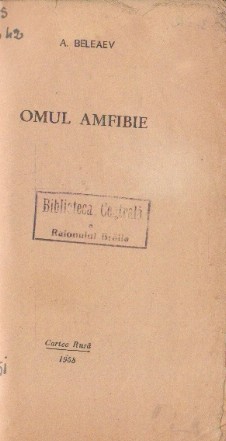 A. BELEAEV
OMUL AMFIBIE
Biblioteca Centrală
a
Raionului Brăila
Cartea Rusă
1958